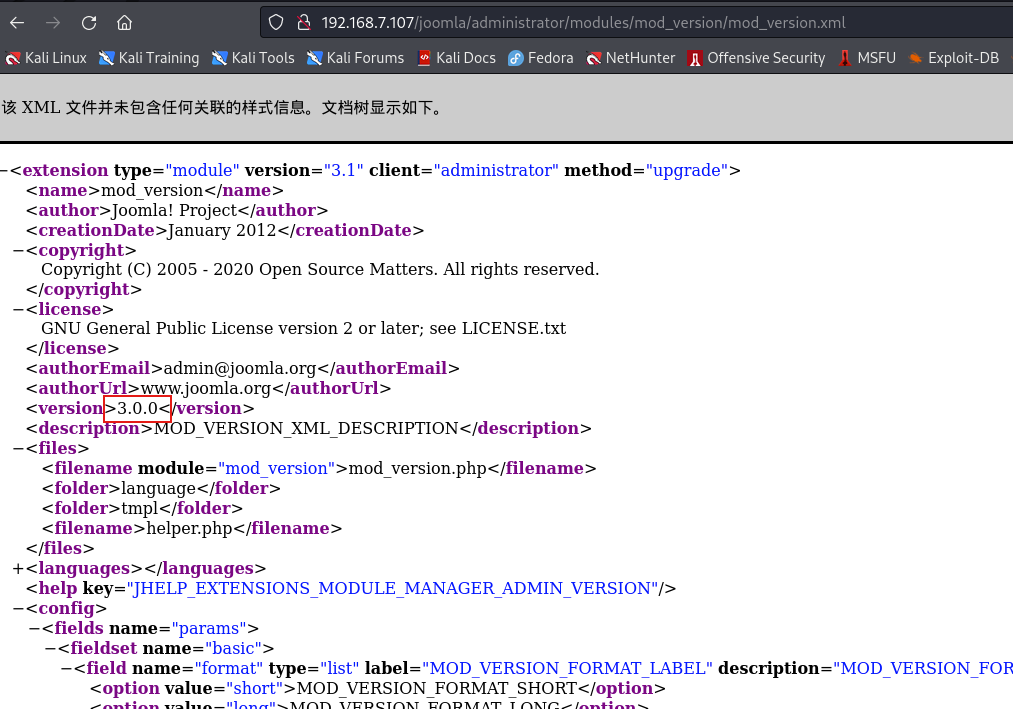 192.168.7.107/joomla/administrator/modules/mod_version/mod_version.xml
Kali Linux Kali Training Kali Tools Kali Forums Kali Docs Fedora NetHunter Offensive Security MSFU Exploit-DB
该 XML 文件并未包含任何关联的样式信息。文档树显示如下。
−<extension type="module" version="3.1" client="administrator" method="upgrade">
<name>mod_version</name>
<author>Joomla! Project</author>
<creationDate>January 2012</creationDate>
−<copyright>
Copyright (C) 2005 - 2020 Open Source Matters. All rights reserved.
</copyright>
−<license>
GNU General Public License version 2 or later; see LICENSE.txt
</license>
<authorEmail>admin@joomla.org</authorEmail>
<authorUrl>www.joomla.org</authorUrl>
<version>3.0.0</version>
<description>MOD_VERSION_XML_DESCRIPTION</description>
−<files>
<filename module="mod_version">mod_version.php</filename>
<folder>language</folder>
<folder>tmpl</folder>
<filename>helper.php</filename>
</files>
+<languages></languages>
<help key="JHELP_EXTENSIONS_MODULE_MANAGER_ADMIN_VERSION"/>
−<config>
−<fields name="params">
−<fieldset name="basic">
−<field name="format" type="list" label="MOD_VERSION_FORMAT_LABEL" description="MOD_VERSION_FOR
<option value="short">MOD_VERSION_FORMAT_SHORT</option>
<option value="long">MOD_VERSION_FORMAT_LONG</option>